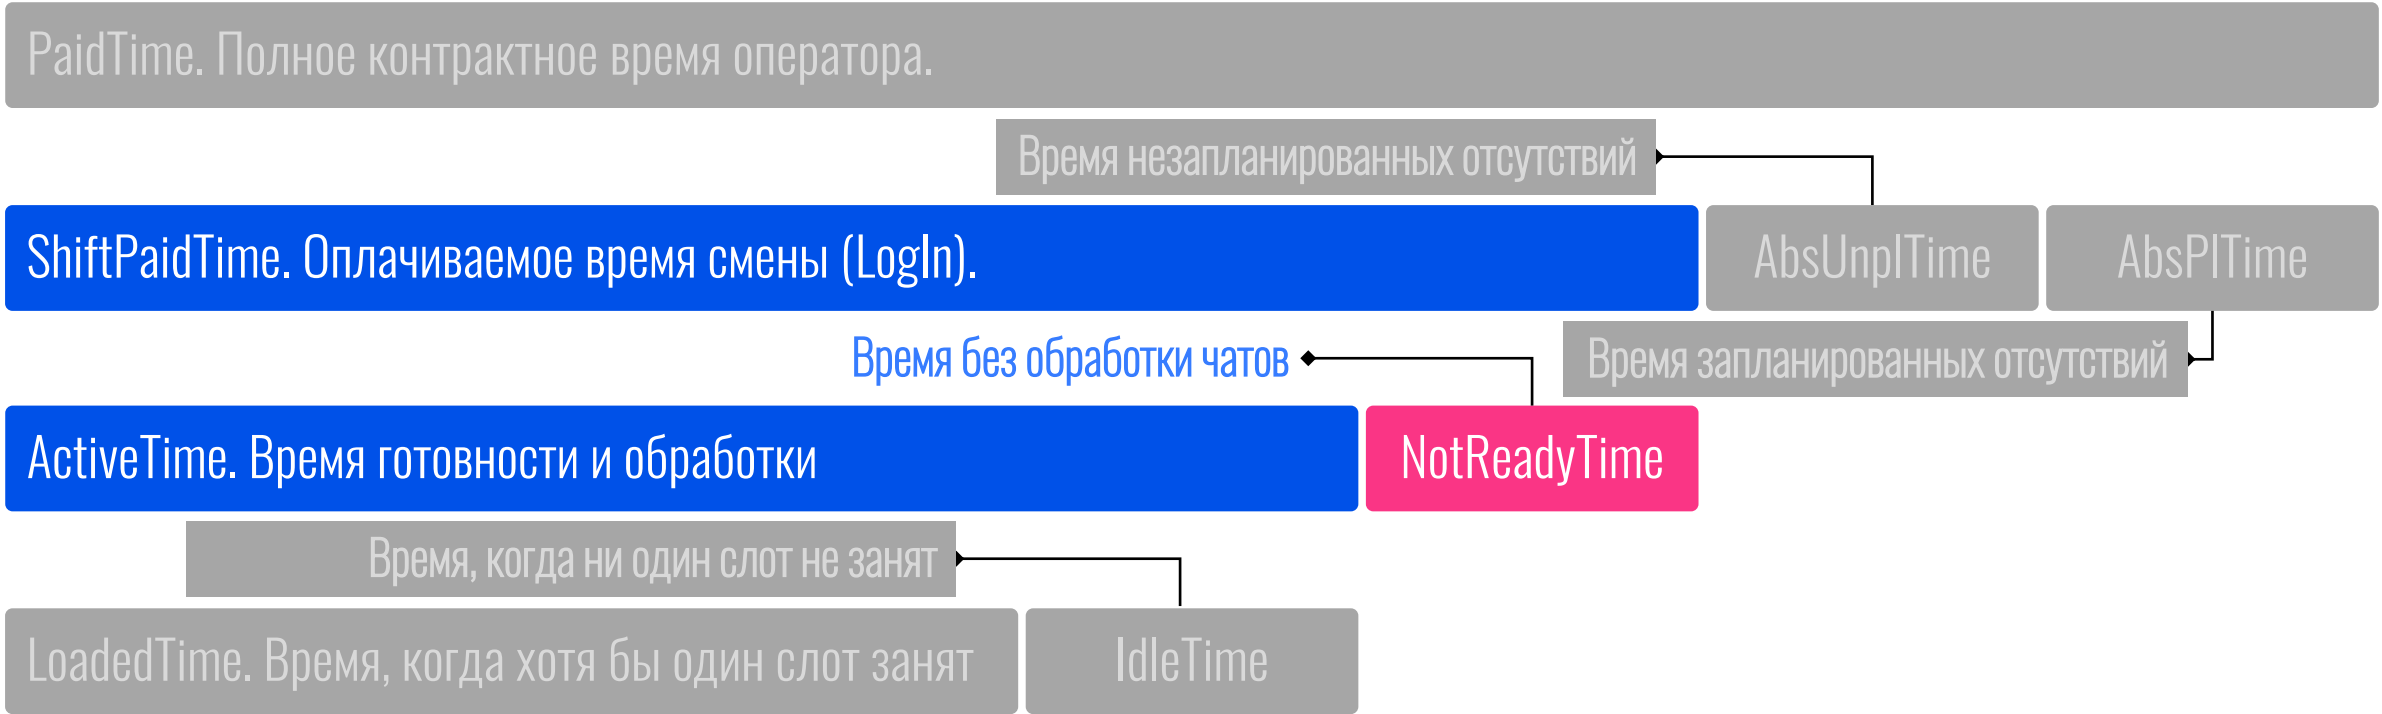 PaidTime. Полное контрактное время оператора.
Время незапланированных отсутствий
ShiftPaidTime. Оплачиваемое время смены (LogIn).
AbsUnplTime
AbsPlTime
Время без обработки чатов
Время запланированных отсутствий
ActiveTime. Время готовности и обработки
NotReadyTime
Время, когда ни один слот не занят
LoadedTime. Время, когда хотя бы один слот занят
IdleTime